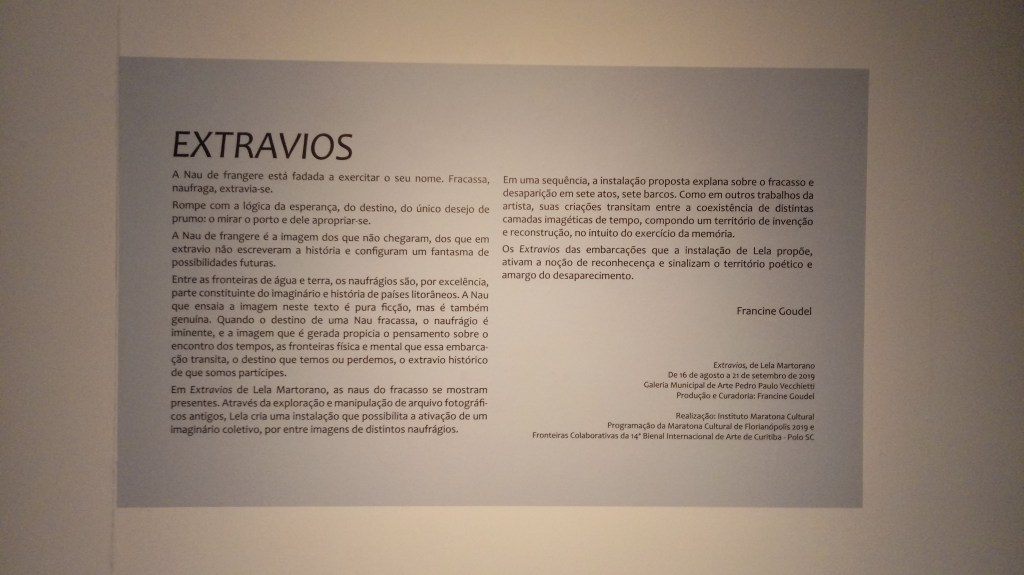 EXTRAVIOS
A Nau de frangere está fadada a exercitar o seu nome. Fracassa,
naufraga, extravia-se.
Rompe com a lógica da esperança, do destino, do único desejo de
prumo: o mirar o porto e dele apropriar-se.
A Nau de frangere é a imagem dos que não chegaram, dos que em
extravio não escreveram a história e configuram um fantasma de
possibilidades futuras.
Entre as fronteiras de água e terra, os naufrágios são, por excelência,
parte constituinte do imaginário e história de países litorâneos. A Nau
que ensaia a imagem neste texto é pura ficção, mas é também
genuína. Quando o destino de uma Nau fracassa, o naufrágio é
iminente, e a imagem que é gerada propicia o pensamento sobre o
encontro dos tempos, as fronteiras física e mental que essa embarca-
ção transita, o destino que temos ou perdemos, o extravio histórico
de que somos partícipes.
Em Extravios de Lela Martorano, as naus do fracasso se mostram
presentes. Através da exploração e manipulação de arquivo fotográfi-
cos antigos, Lela cria uma instalação que possibilita a ativação de um
imaginário coletivo, por entre imagens de distintos naufrágios.
Em uma sequência, a instalação proposta explana sobre o fracasso e
desaparição em sete atos, sete barcos. Como em outros trabalhos da
artista, suas criações transitam entre a coexistência de distintas
camadas imagéticas de tempo, compondo um território de invenção
e reconstrução, no intuito do exercício da memória.
Os Extravios das embarcações que a instalação de Lela propõe,
ativam a noção de reconhecença e sinalizam o território poético e
amargo do desaparecimento.
Francine Goudel
Extravios, de Lela Martorano
De 16 de agosto a 21 de setembro de 2019
Galeria Municipal de Arte Pedro Paulo Vecchietti
Produção e Curadoria: Francine Goudel
Realização: Instituto Maratona Cultural
Programação da Maratona Cultural de Florianópolis 2019 e
Fronteiras Colaborativas da 14ª Bienal Internacional de Arte de Curitiba - Polo SC